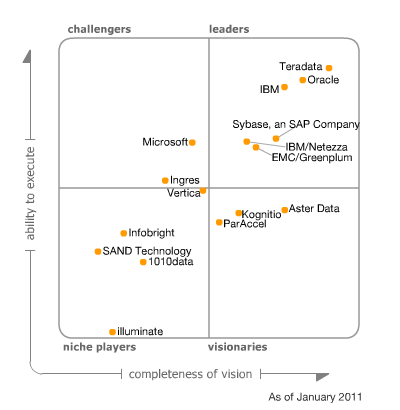 challengers
leaders
Teradata
Oracle
IBM
Sybase, an SAP Company
Microsoft
IBM/Netezza
EMC/Greenplum
Ingres
Vertica
Aster Data
Kognitio
ParAccel
Infobright
SAND Technology
1010data
illuminate
niche players
visionaries
ability to execute
completeness of vision
As of January 2011